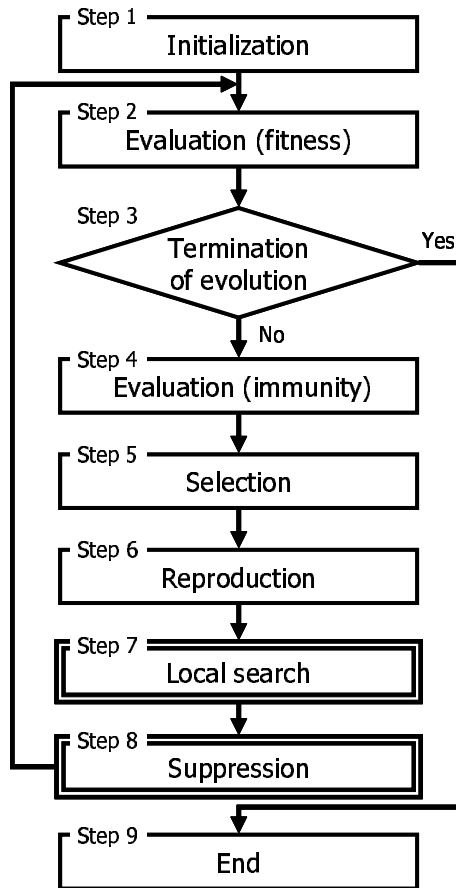 Step 1
Initialization
Step 2
Evaluation (fitness)
Step 3
Termination
of evolution
Yes
No
Step 4
Evaluation (immunity)
Step 5
Selection
Step 6
Reproduction
Step 7
Local search
Step 8
Suppression
Step 9
End